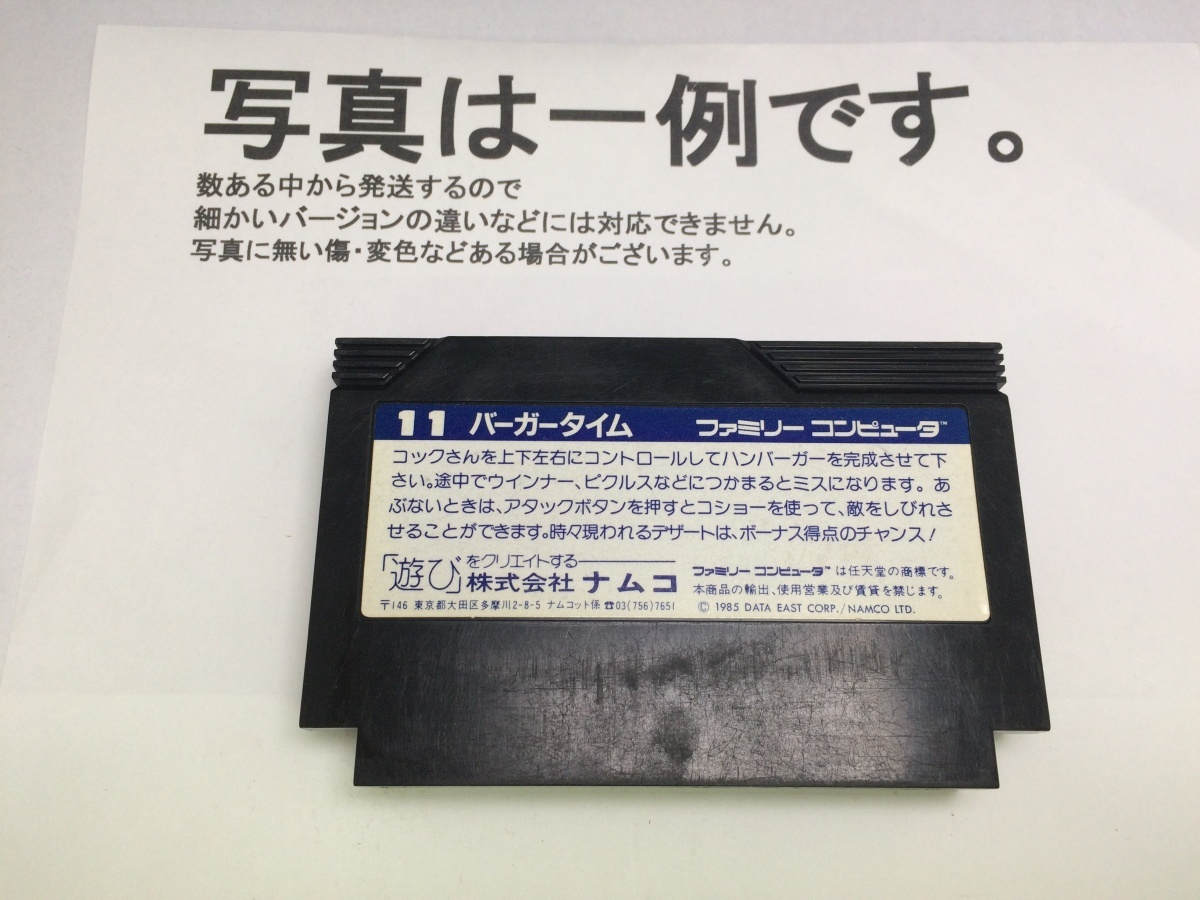 写真は一例です。
数ある中から発送するので
細かいバージョンの違いなどには対応できません。
写真に無い傷・変色などある場合がございます。
11 バーガータイム ファミリー コンピュータ™
コックさんを上下左右にコントロールしてハンバーガーを完成させて下
さい。途中でウインナー、ピクルスなどにつかまるとミスになります。あ
ぶないときは、アタックボタンを押すとコショーを使って、敵をしびれさ
せることができます。時々現われるデザートは、ボーナス得点のチャンス!
「遊び」をクリエイトする
株式会社 ナムコ
〒146 東京都大田区多摩川2-8-5 ナムコット係 ☎03(756)7651
ファミリー コンピュータ™ は任天堂の商標です。
本商品の輸出、使用営業及び賃貸を禁じます。
© 1985 DATA EAST CORP./NAMCO LTD.